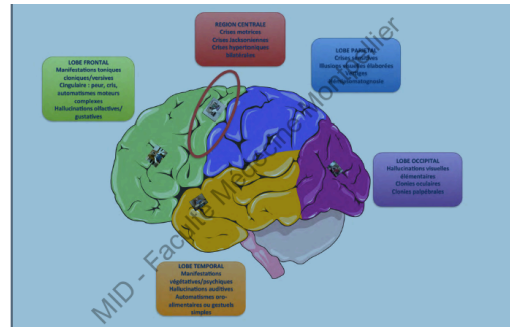 REGION CENTRALE
Crises motrices
Crises Jacksoniennes
Crises hypertoniques
bilatérales
LOBE FRONTAL
Manifestations toniques
cloniques/versives
Cingulaire : peur, cris,
automatismes moteurs
complexes
Hallucinations olfactives/
gustatives
LOBE PARIETAL
Crises sensitives
Illusions visuelles élaborées
Vertiges
LOBE OCCIPITAL
Hallucinations visuelles
élémentaires
Clonies oculaires
Clonies palpébrales
LOBE TEMPORAL
Manifestations
végétatives/psychiques
Hallucinations auditives
Automatismes oro-
alimentaires ou gestuels
simples
MID - Faculté Médecine Montpellier